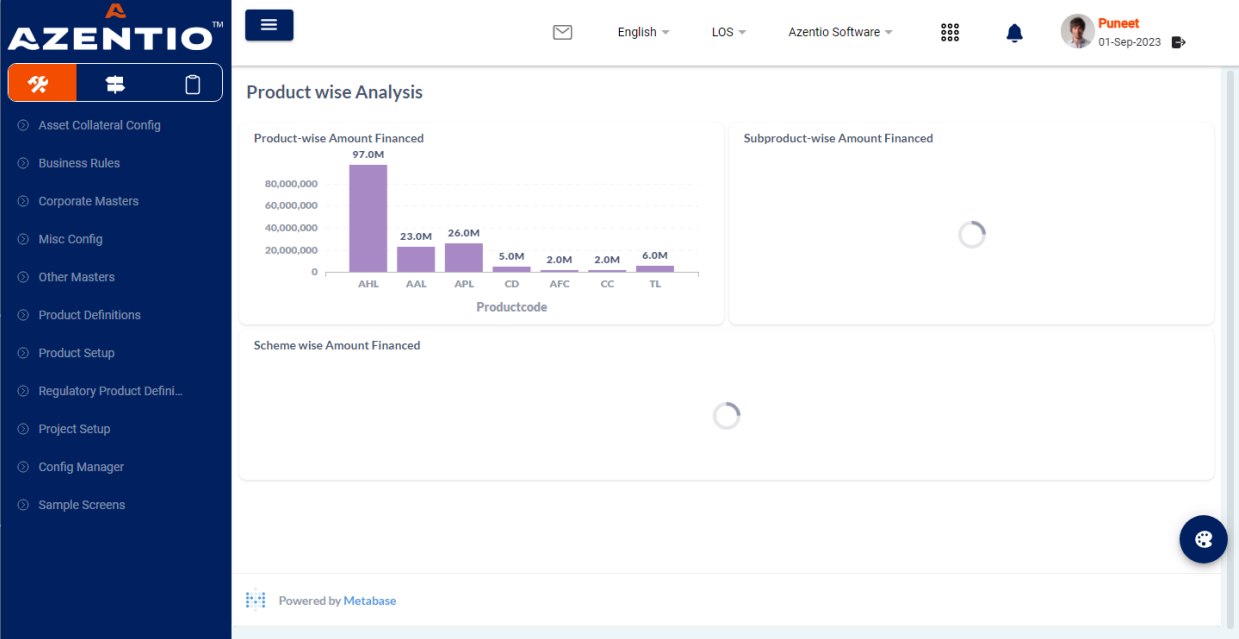 AZENTIO™
English
LOS
Azentio Software
Puneet
01-Sep-2023
Asset Collateral Config
Business Rules
Corporate Masters
Misc Config
Other Masters
Product Definitions
Product Setup
Regulatory Product Defini...
Project Setup
Config Manager
Sample Screens
Product wise Analysis
Product-wise Amount Financed
97.0M
80,000,000
60,000,000
40,000,000
20,000,000
0
23.0M
26.0M
5.0M
2.0M
2.0M
6.0M
AHL AAL APL CD AFC CC TL
Productcode
Subproduct-wise Amount Financed
Scheme wise Amount Financed
Powered by Metabase